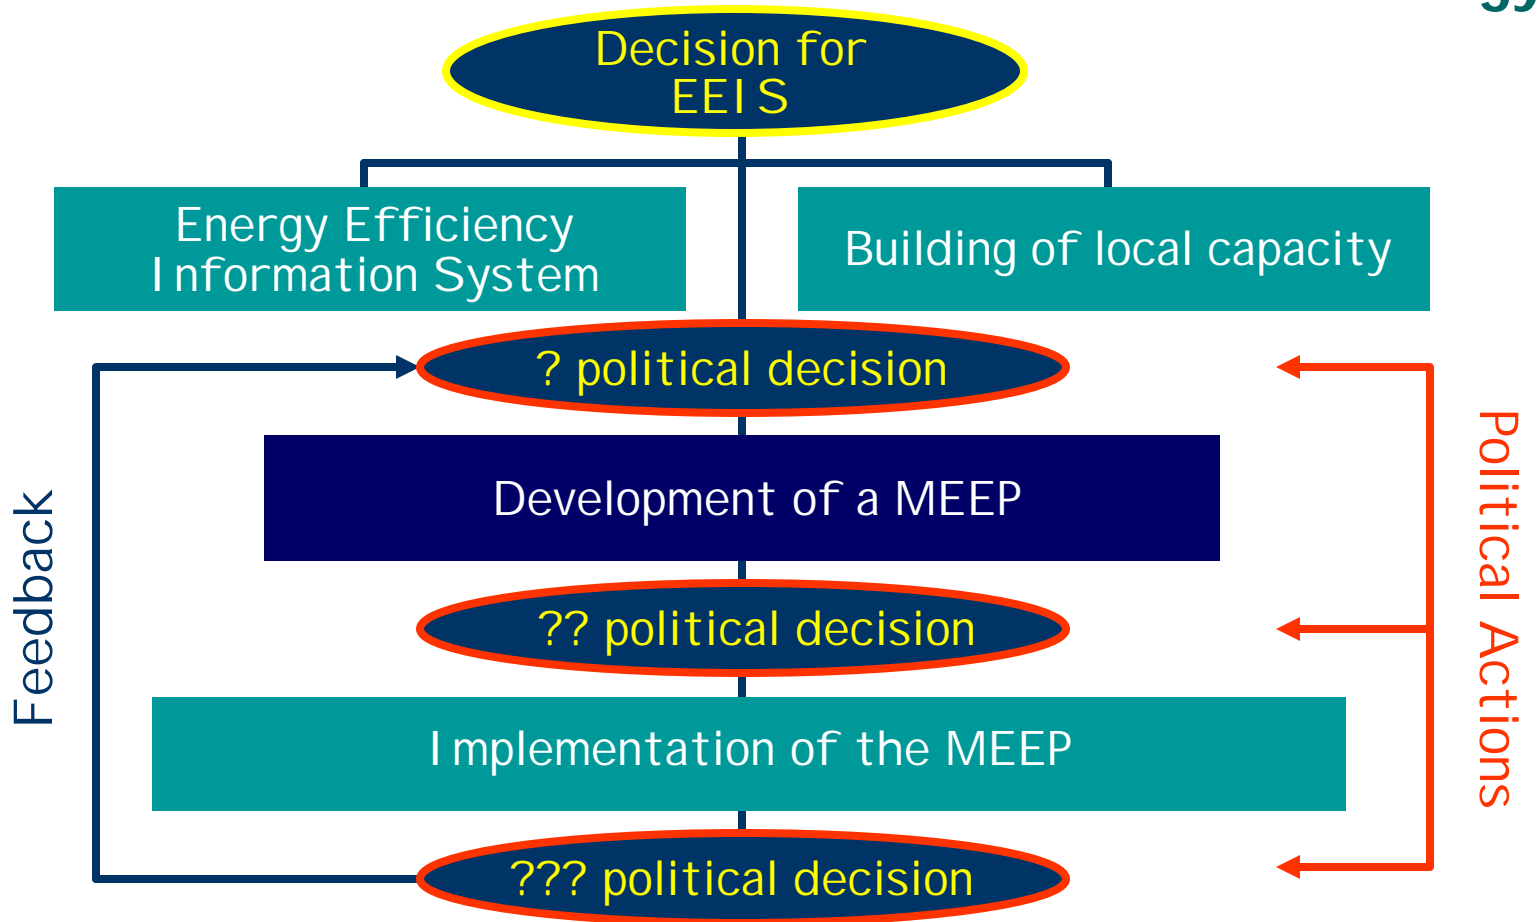 gy
Decision for
EEIS
Energy Efficiency
Information System
Building of local capacity
? political decision
Development of a MEEP
?? political decision
Implementation of the MEEP
??? political decision
Feedback
Political Actions